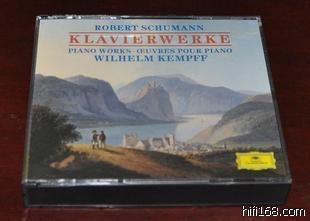 ROBERT SCHUMANN
KLAVIERWERKE
PIANO WORKS · ŒUVRES POUR PIANO
WILHELM KEMPFF
hifi168.com